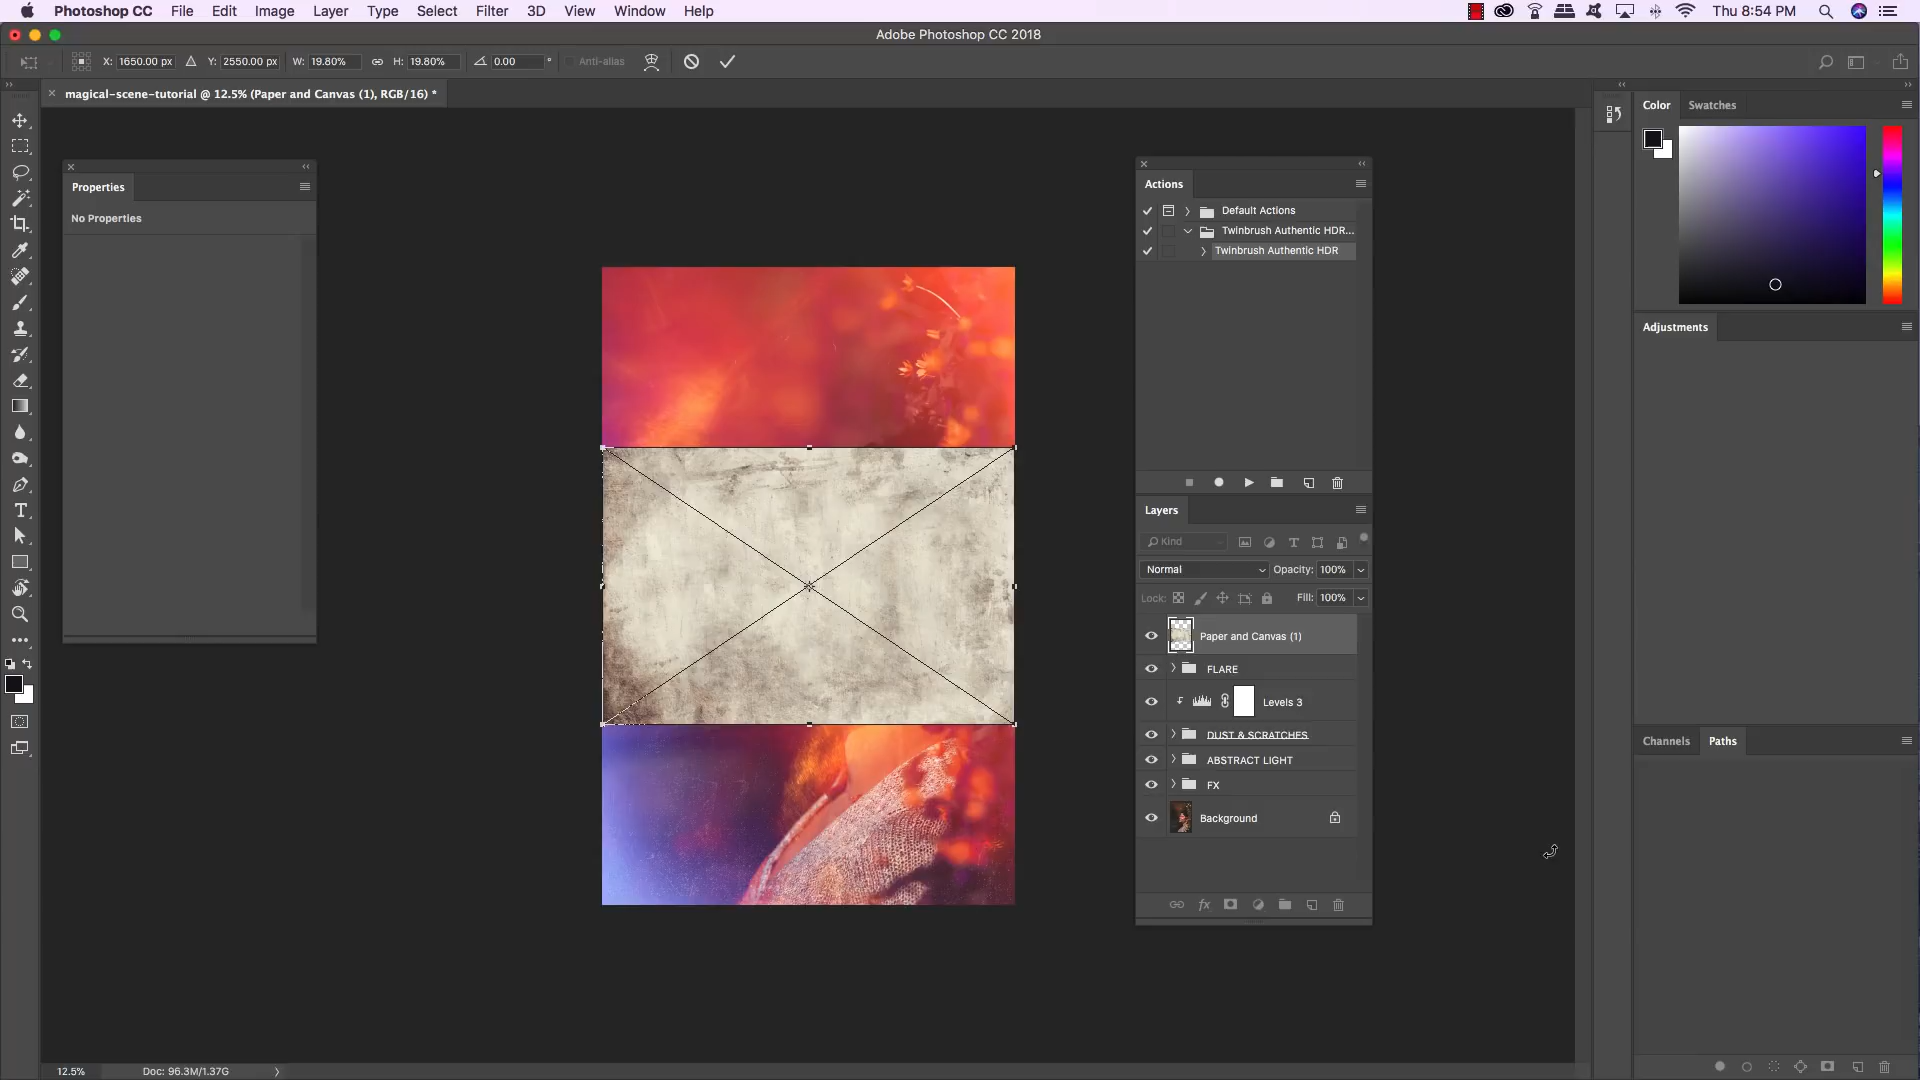 Photoshop CC File Edit Image Layer Type Select Filter 3D View Window Help Thu 8:54 PM
Adobe Photoshop CC 2018
X: 1650.00 px Y: 2550.00 px W: 19.80% H: 19.80% 0.00 ° Anti-alias
magical-scene-tutorial @ 12.5% (Paper and Canvas (1), RGB/16) *
Properties
No Properties
Actions
Default Actions
Twinbrush Authentic HDR...
Twinbrush Authentic HDR
Layers
Kind
Normal Opacity: 100%
Lock: Fill: 100%
Paper and Canvas (1)
FLARE
Levels 3
DUST & SCRATCHES
ABSTRACT LIGHT
FX
Background
Color Swatches
Adjustments
Channels Paths
12.5% Doc: 96.3M/1.37G